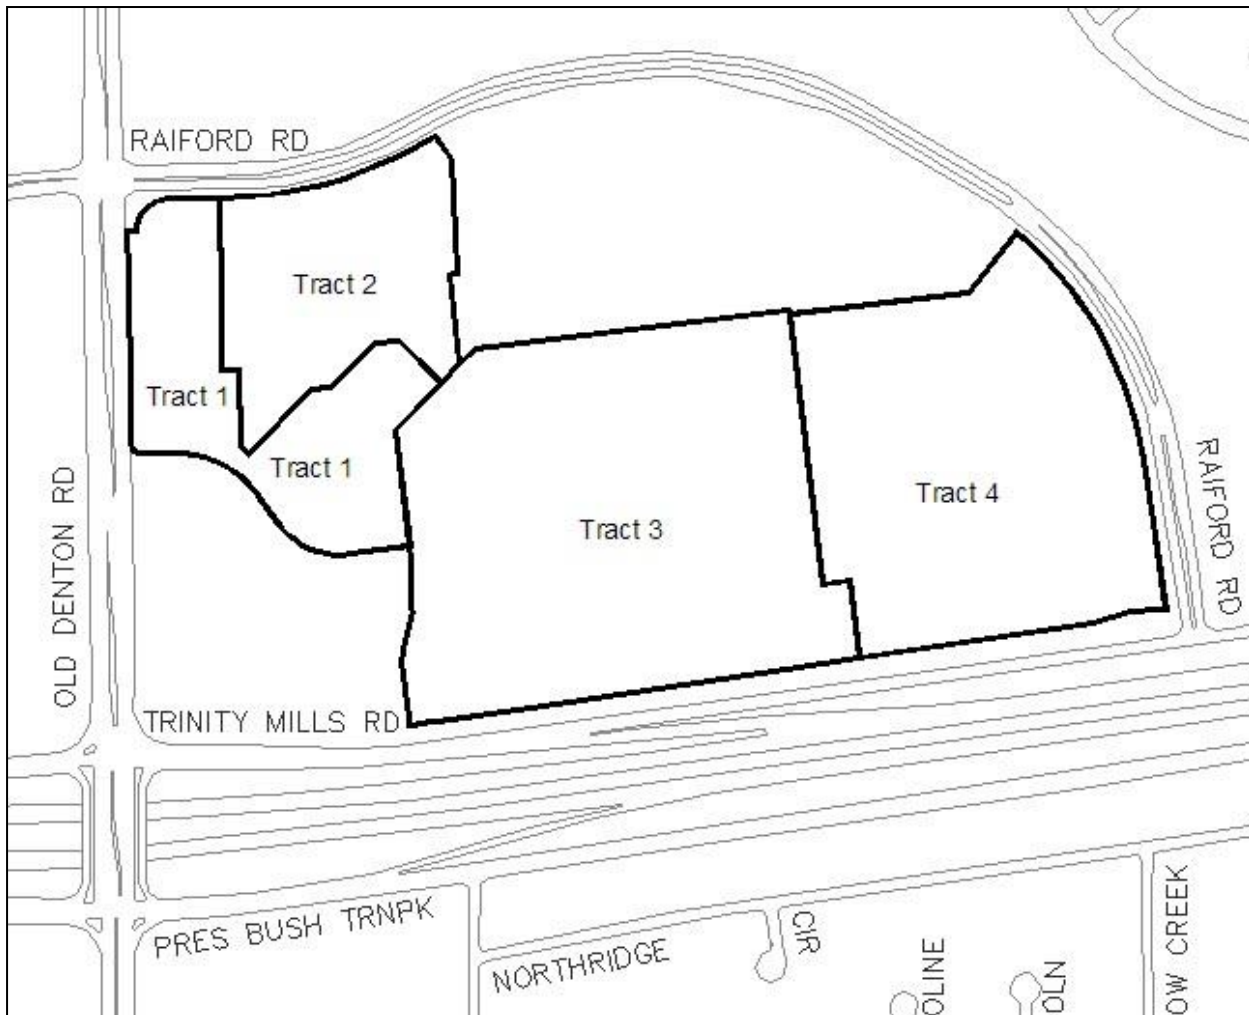 RAIFORD RD
Tract 2
Tract 1
Tract 1
Tract 3
Tract 4
RAIFORD RD
OLD DENTON RD
TRINITY MILLS RD
PRES BUSH TRNPK
NORTHRIDGE
CIR
OLINE
OLN
OW CREEK